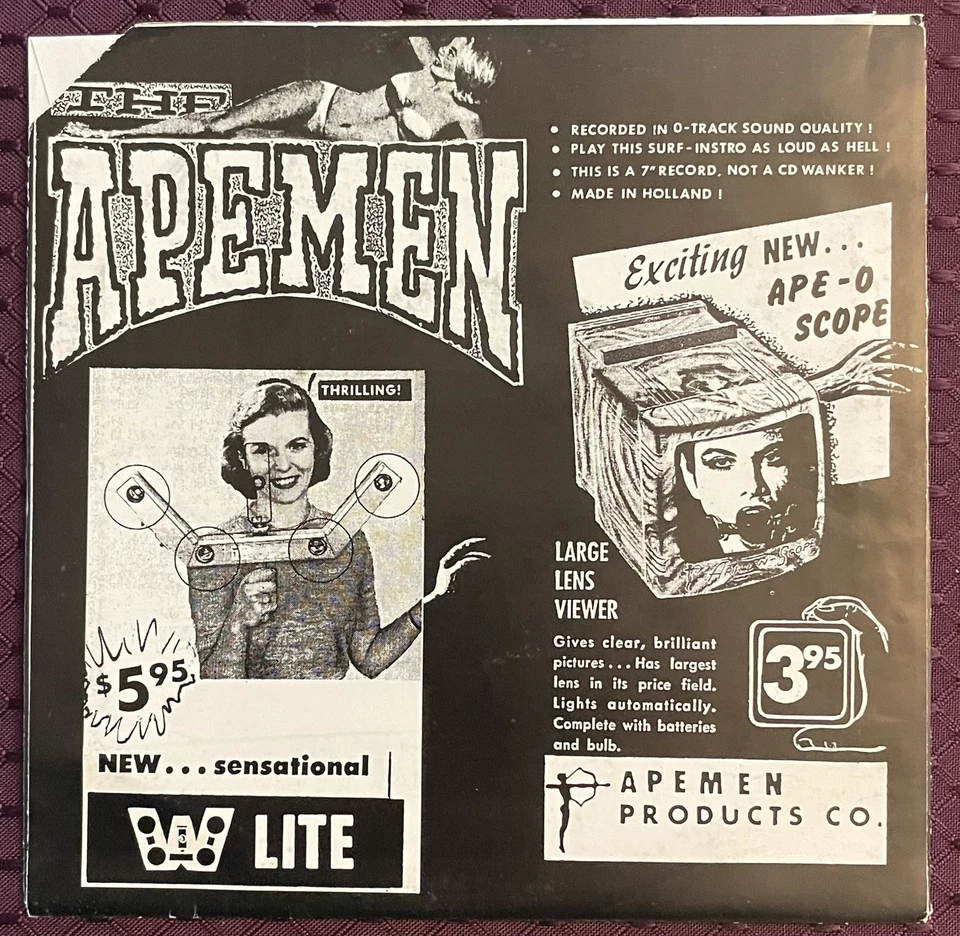 THE
APEMEN
• RECORDED IN 0-TRACK SOUND QUALITY !
• PLAY THIS SURF-INSTRO AS LOUD AS HELL !
• THIS IS A 7" RECORD, NOT A CD WANKER !
• MADE IN HOLLAND !
Exciting NEW...
APE-O
SCOPE
THRILLING!
$5.95
NEW... sensational
W LITE
LARGE
LENS
VIEWER
Gives clear, brilliant
pictures... Has largest
lens in its price field.
Lights automatically.
Complete with batteries
and bulb.
3.95
APEMEN
PRODUCTS CO.